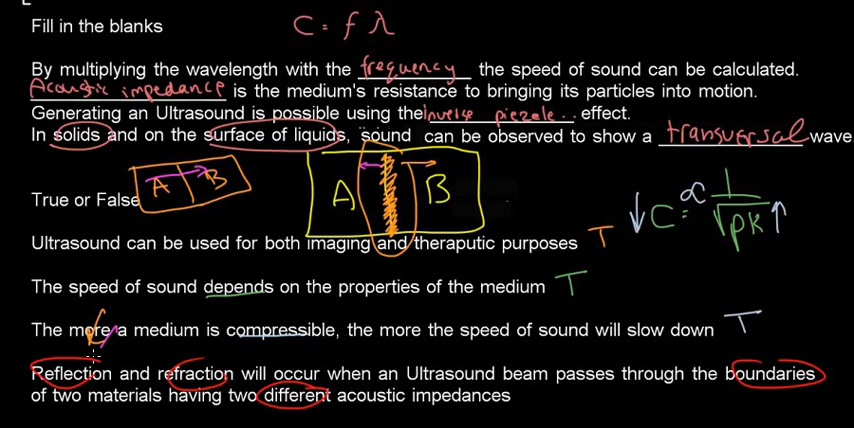 Fill in the blanks C = f λ
By multiplying the wavelength with the frequency the speed of sound can be calculated.
Acoustic impedance is the medium's resistance to bringing its particles into motion.
Generating an Ultrasound is possible using the Inverse piezele.. effect.
In solids and on the surface of liquids, sound can be observed to show a transversal wave
A B
A B
True or False
C = ∝ 1/√ρK
Ultrasound can be used for both imaging and theraputic purposes T
The speed of sound depends on the properties of the medium T
The more a medium is compressible, the more the speed of sound will slow down T
Reflection and refraction will occur when an Ultrasound beam passes through the boundaries
of two materials having two different acoustic impedances